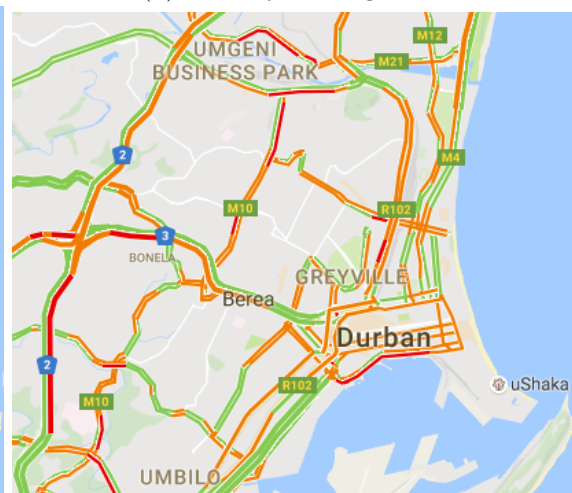 M12
UMGENI
BUSINESS PARK
M21
2
M4
M10
R102
3
BONELA
GREYVILLE
Berea
Durban
2
R102
uShaka
M10
UMBILO